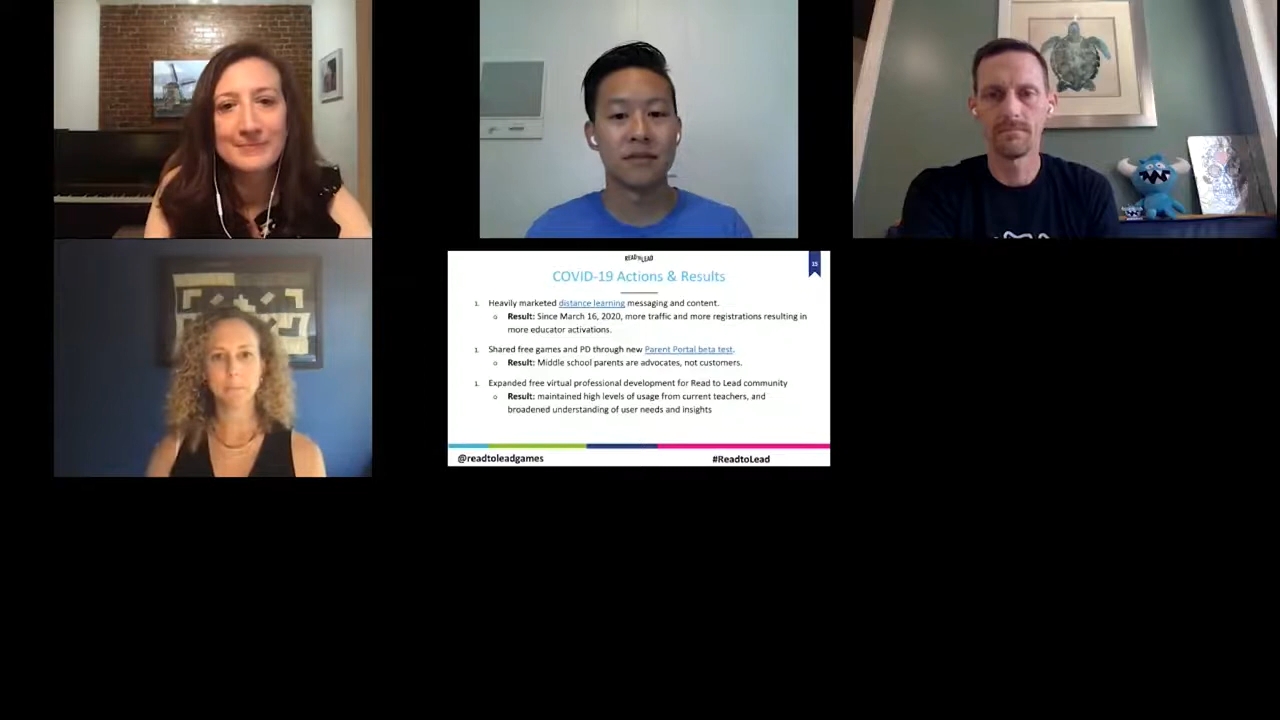 READ TO LEAD
15
COVID-19 Actions & Results
1. Heavily marketed distance learning messaging and content.
○ Result: Since March 16, 2020, more traffic and more registrations resulting in
more educator activations.
1. Shared free games and PD through new Parent Portal beta test.
○ Result: Middle school parents are advocates, not customers.
1. Expanded free virtual professional development for Read to Lead community
○ Result: maintained high levels of usage from current teachers, and
broadened understanding of user needs and insights
@readtoleadgames
#ReadtoLead